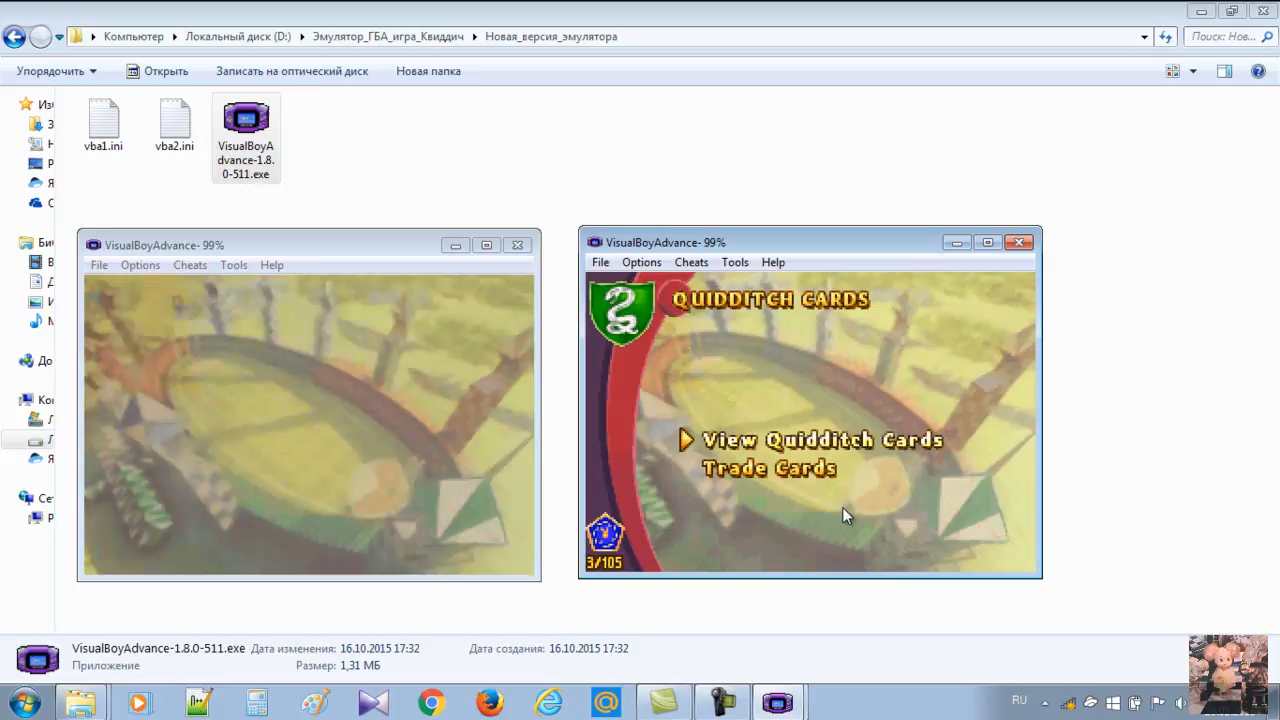 Компьютер ▸ Локальный диск (D:) ▸ Эмулятор_ГБА_игра_Квиддич ▸ Новая_версия_эмулятора
Поиск: Нов...
Упорядочить
Открыть
Записать на оптический диск
Новая папка
vba1.ini
vba2.ini
VisualBoyA
dvance-1.8.
0-511.exe
VisualBoyAdvance- 99%
File Options Cheats Tools Help
VisualBoyAdvance- 99%
File Options Cheats Tools Help
QUIDDITCH CARDS
View Quidditch Cards
Trade Cards
3/105
VisualBoyAdvance-1.8.0-511.exe Дата изменения: 16.10.2015 17:32 Дата создания: 16.10.2015 17:32
Приложение Размер: 1,31 МБ
RU